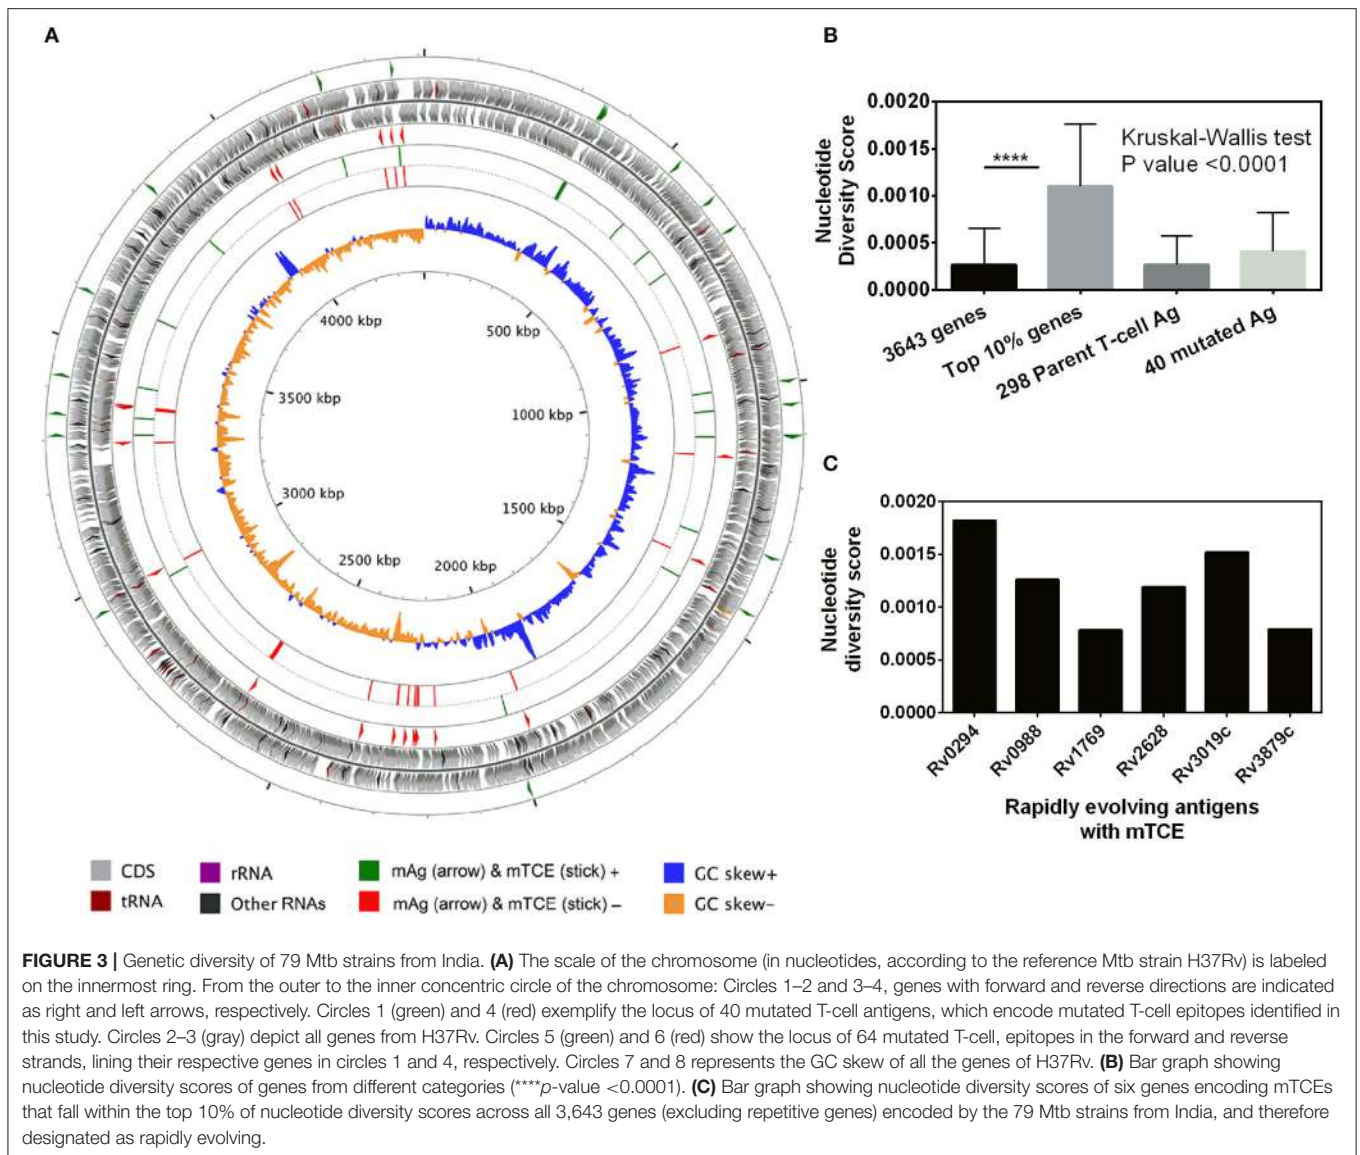 A
4000 kbp
500 kbp
3500 kbp
1000 kbp
3000 kbp
1500 kbp
2500 kbp
2000 kbp
CDS
rRNA
mAg (arrow) & mTCE (stick) +
GC skew+
tRNA
Other RNAs
mAg (arrow) & mTCE (stick) –
GC skew-
B
Nucleotide
Diversity Score
0.0020
0.0015
0.0010
0.0005
0.0000
****
Kruskal-Wallis test
P value <0.0001
3643 genes
Top 10% genes
298 Parent T-cell Ag
40 mutated Ag
C
Nucleotide
diversity score
0.0020
0.0015
0.0010
0.0005
0.0000
Rv0294
Rv0988
Rv1769
Rv2628
Rv3019c
Rv3879c
Rapidly evolving antigens
with mTCE
FIGURE 3 | Genetic diversity of 79 Mtb strains from India. (A) The scale of the chromosome (in nucleotides, according to the reference Mtb strain H37Rv) is labeled
on the innermost ring. From the outer to the inner concentric circle of the chromosome: Circles 1–2 and 3–4, genes with forward and reverse directions are indicated
as right and left arrows, respectively. Circles 1 (green) and 4 (red) exemplify the locus of 40 mutated T-cell antigens, which encode mutated T-cell epitopes identified in
this study. Circles 2–3 (gray) depict all genes from H37Rv. Circles 5 (green) and 6 (red) show the locus of 64 mutated T-cell, epitopes in the forward and reverse
strands, lining their respective genes in circles 1 and 4, respectively. Circles 7 and 8 represents the GC skew of all the genes of H37Rv. (B) Bar graph showing
nucleotide diversity scores of genes from different categories (****p-value <0.0001). (C) Bar graph showing nucleotide diversity scores of six genes encoding mTCEs
that fall within the top 10% of nucleotide diversity scores across all 3,643 genes (excluding repetitive genes) encoded by the 79 Mtb strains from India, and therefore
designated as rapidly evolving.